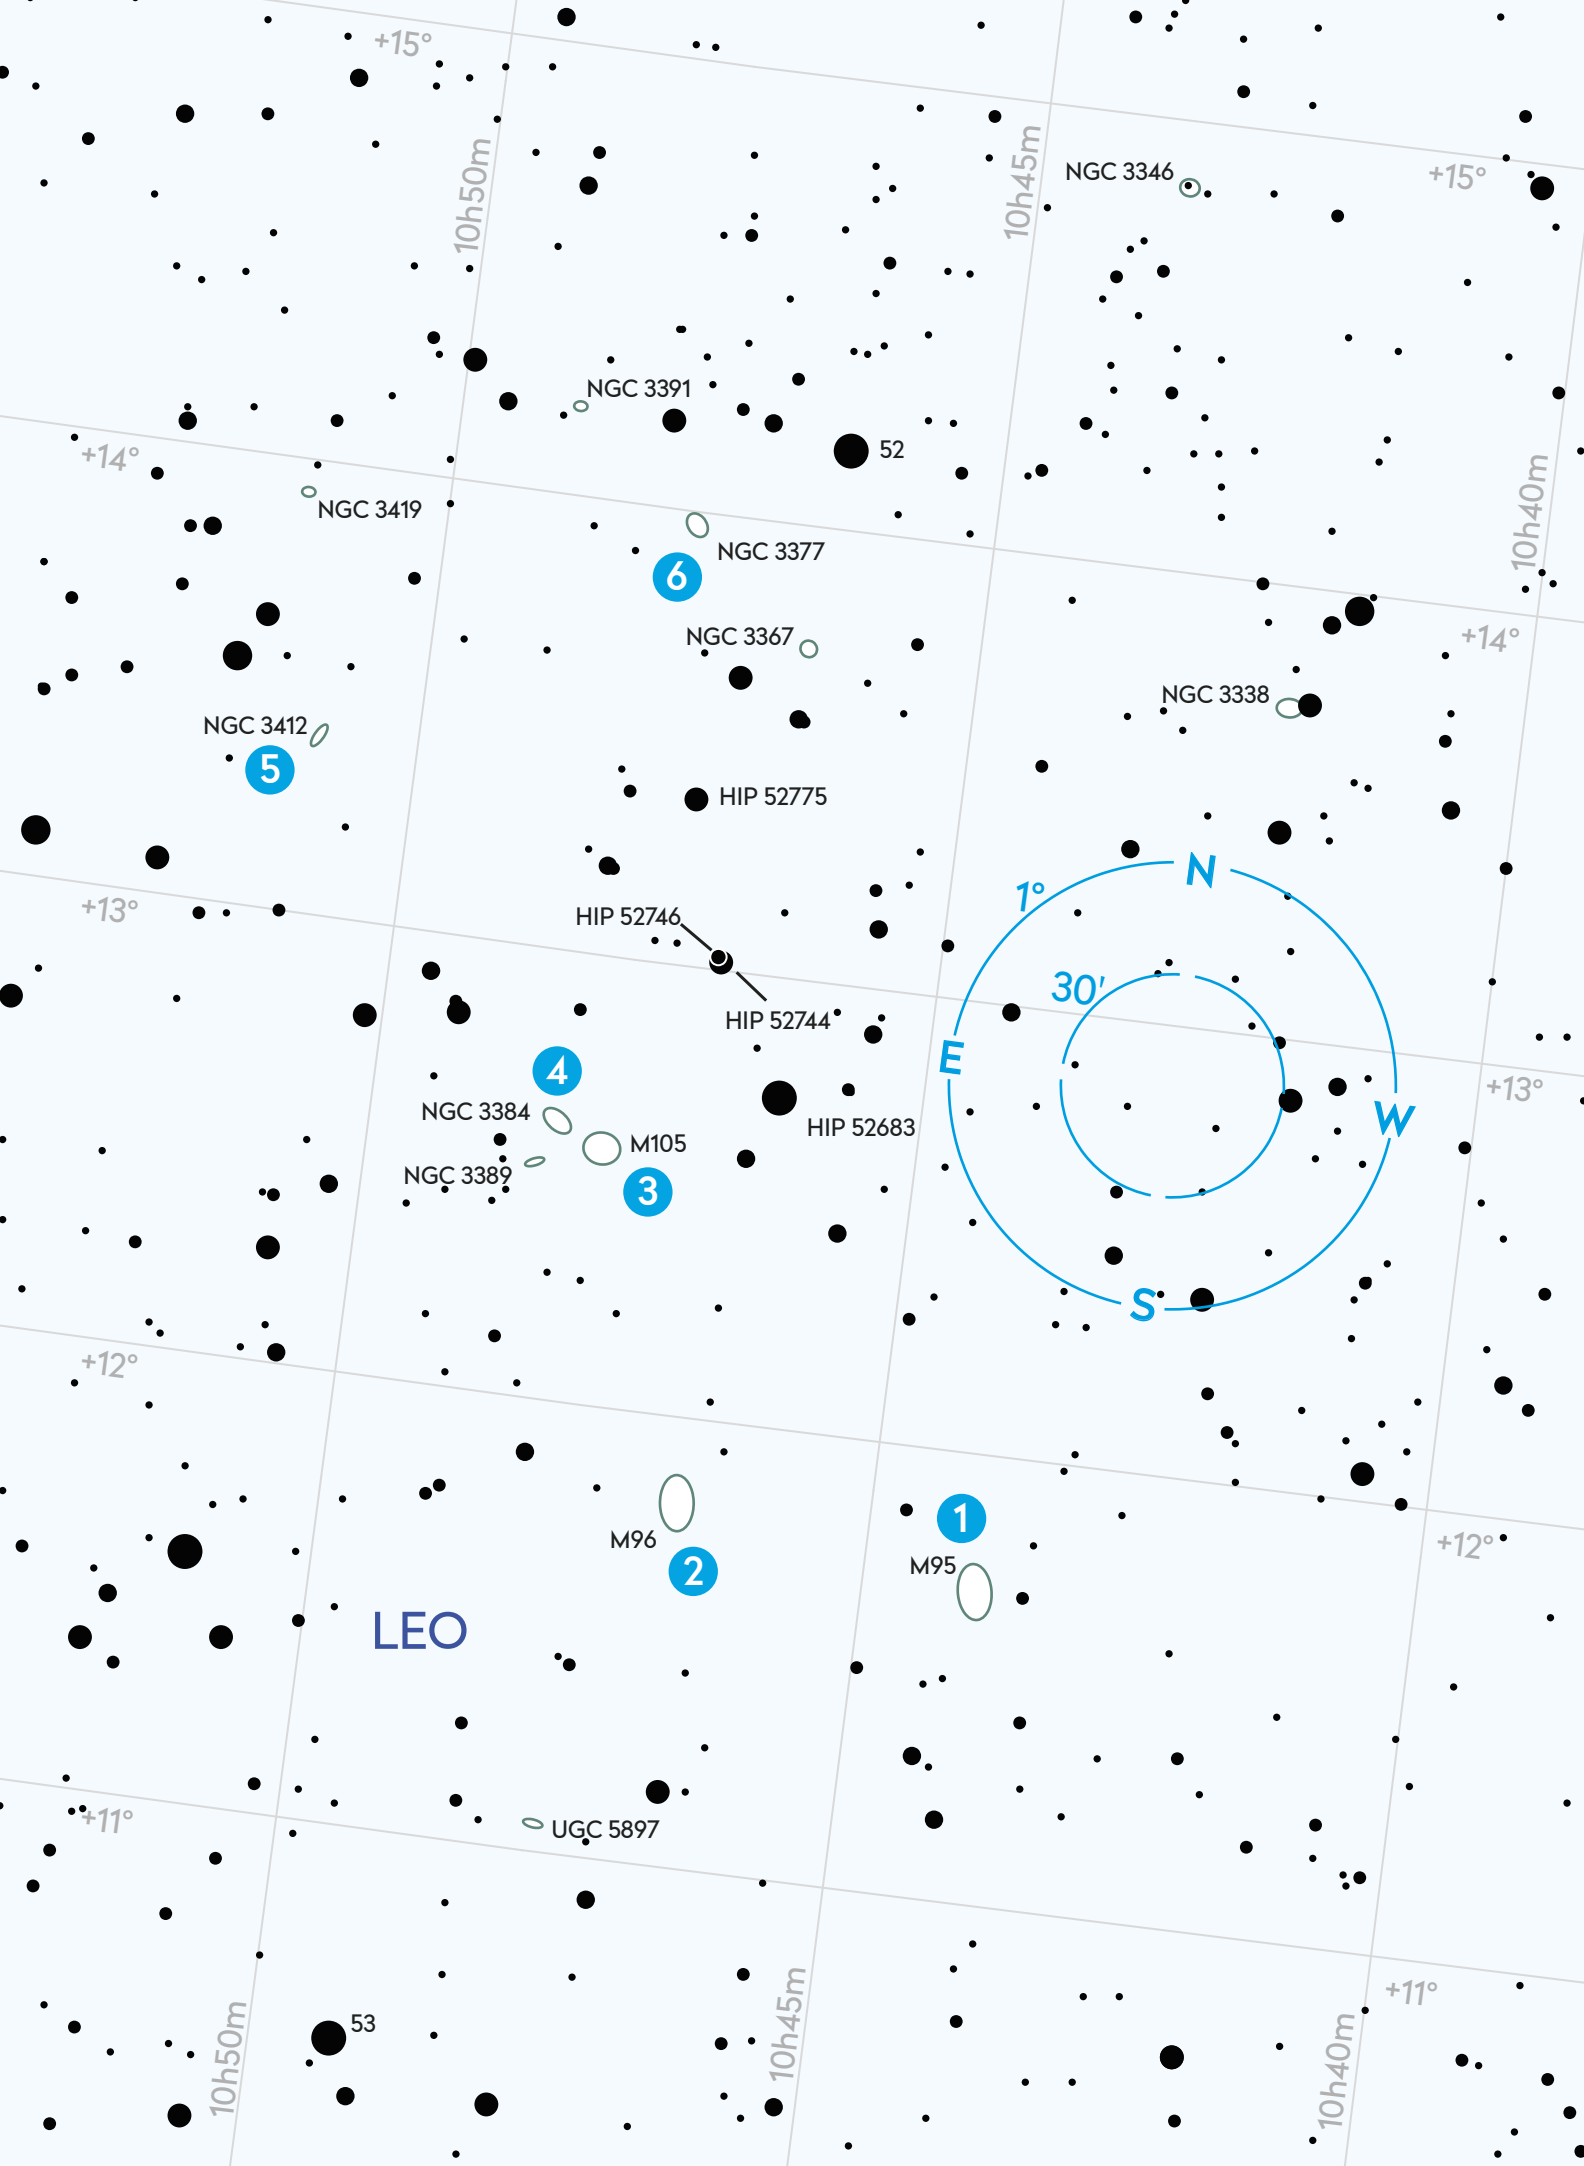 +15°
10h50m
10h45m
NGC 3346
+15°
NGC 3391
52
+14°
NGC 3419
10h40m
NGC 3377
6
NGC 3367
+14°
NGC 3338
NGC 3412
5
HIP 52775
N
1°
+13°
HIP 52746
30'
HIP 52744
E
4
+13°
W
NGC 3384
HIP 52683
M105
NGC 3389
3
S
+12°
1
M96
+12°
2
M95
LEO
+11°
UGC 5897
+11°
53
10h50m
10h45m
10h40m